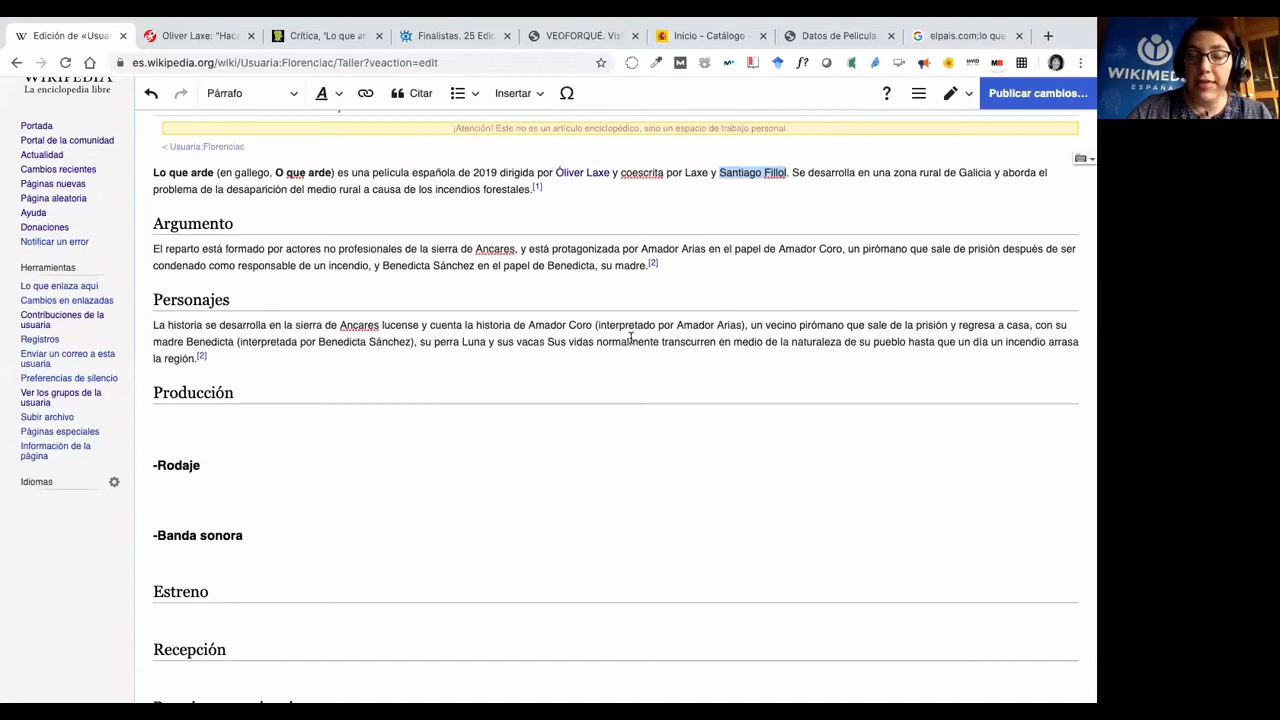 Edición de «Usua
Oliver Laxe: "Hace
Crítica, 'Lo que ar
Finalistas. 25 Edic
VEOFORQUÉ. Vis
Inicio - Catálogo
Datos de Película
elpais.com:lo que
es.wikipedia.org/wiki/Usuaria:Florenciac/Taller?veaction=edit
WIKIPEDIA
La enciclopedia libre
Párrafo
A
Citar
Insertar
Ω
?
Publicar cambios...
WIKIMEDIA
ESPAÑA
Portada
Portal de la comunidad
Actualidad
Cambios recientes
Páginas nuevas
Página aleatoria
Ayuda
Donaciones
Notificar un error
Herramientas
Lo que enlaza aquí
Cambios en enlazadas
Contribuciones de la
usuaria
Registros
Enviar un correo a esta
usuaria
Preferencias de silencio
Ver los grupos de la
usuaria
Subir archivo
Páginas especiales
Información de la
página
Idiomas
¡Atención! Este no es un artículo enciclopédico, sino un espacio de trabajo personal.
< Usuaria:Florenciac
Lo que arde (en gallego, O que arde) es una película española de 2019 dirigida por Óliver Laxe y coescrita por Laxe y Santiago Fillol. Se desarrolla en una zona rural de Galicia y aborda el
problema de la desaparición del medio rural a causa de los incendios forestales.[1]
Argumento
El reparto está formado por actores no profesionales de la sierra de Ancares, y está protagonizada por Amador Arias en el papel de Amador Coro, un pirómano que sale de prisión después de ser
condenado como responsable de un incendio, y Benedicta Sánchez en el papel de Benedicta, su madre.[2]
Personajes
La historia se desarrolla en la sierra de Ancares lucense y cuenta la historia de Amador Coro (interpretado por Amador Arias), un vecino pirómano que sale de la prisión y regresa a casa, con su
madre Benedicta (interpretada por Benedicta Sánchez), su perra Luna y sus vacas Sus vidas normalmente transcurren en medio de la naturaleza de su pueblo hasta que un día un incendio arrasa
la región.[2]
Producción
-Rodaje
-Banda sonora
Estreno
Recepción